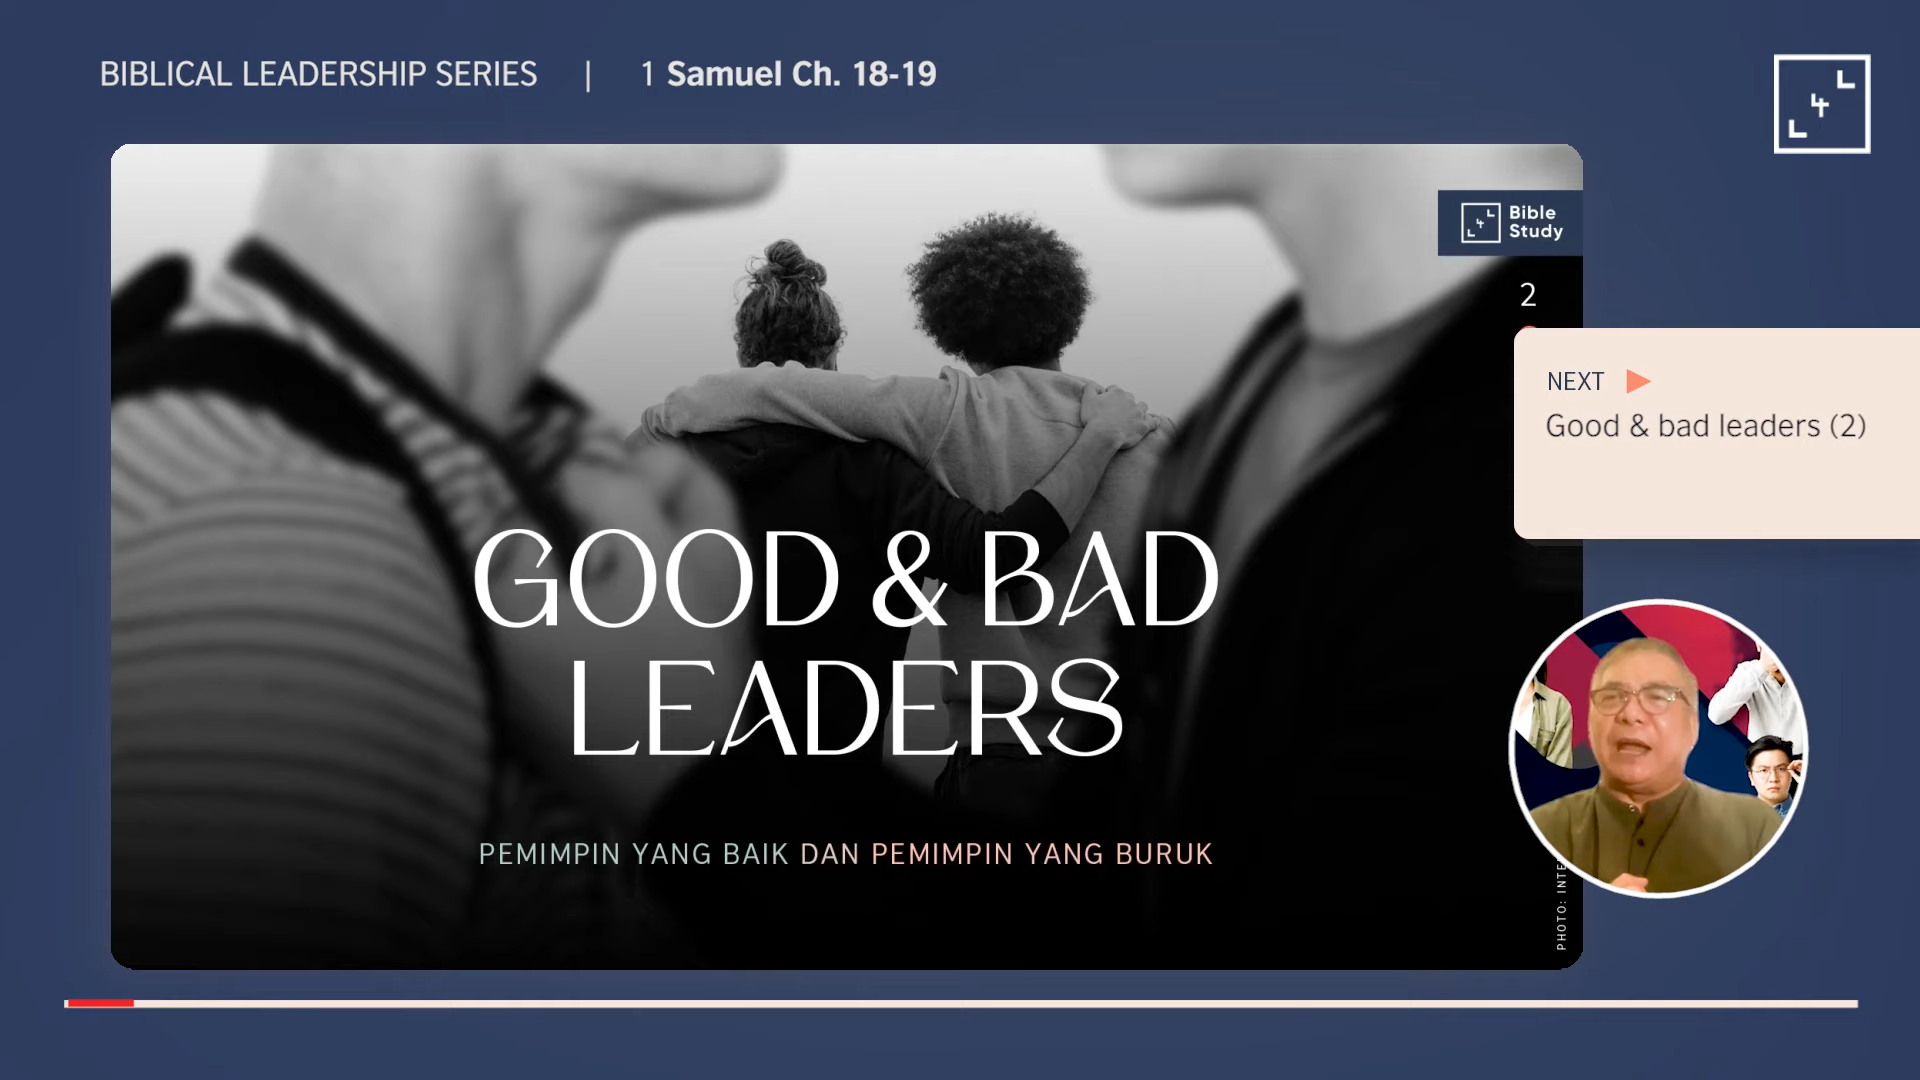 BIBLICAL LEADERSHIP SERIES | 1 Samuel Ch. 18-19
Bible
Study
2
NEXT
Good & bad leaders (2)
GOOD & BAD
LEADERS
PEMIMPIN YANG BAIK DAN PEMIMPIN YANG BURUK
PHOTO: